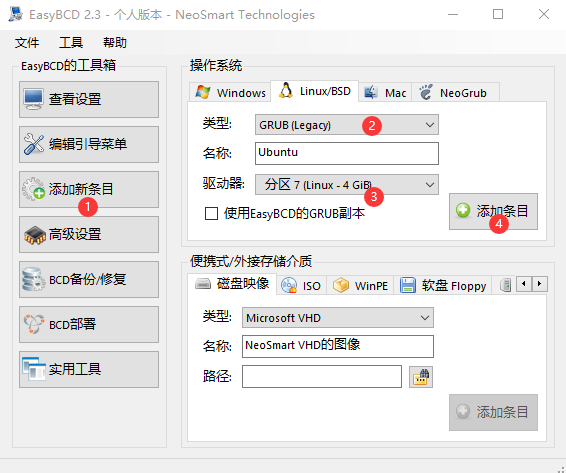 EasyBCD 2.3 - 个人版本 - NeoSmart Technologies
文件 工具 帮助
EasyBCD的工具箱
查看设置
编辑引导菜单
添加新条目
1
高级设置
BCD备份/修复
BCD部署
实用工具
操作系统
Windows Linux/BSD Mac NeoGrub
类型: GRUB (Legacy) 2
名称: Ubuntu
驱动器: 分区 7 (Linux - 4 GiB)
3
使用EasyBCD的GRUB副本
添加条目
4
便携式/外接存储介质
磁盘映像 ISO WinPE 软盘 Floppy
类型: Microsoft VHD
名称: NeoSmart VHD的图像
路径:
添加条目